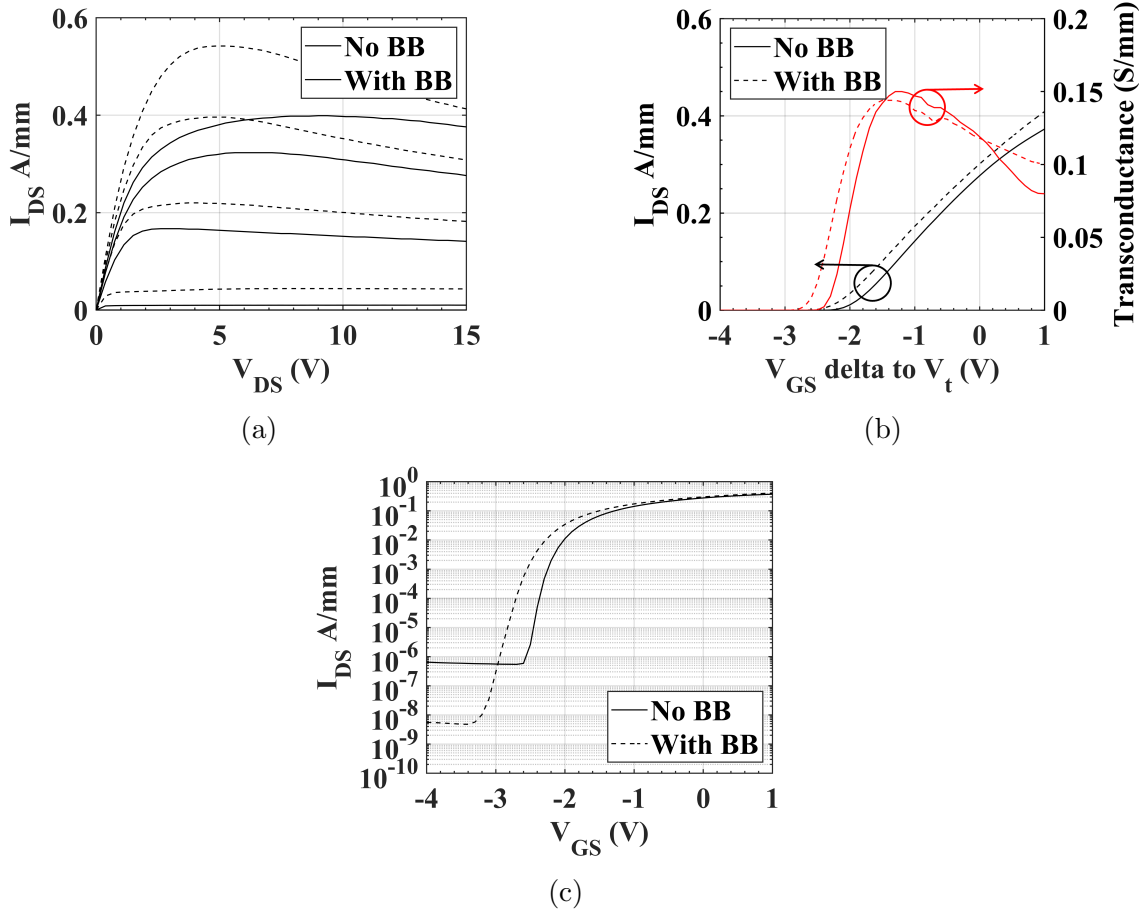 0.6
0.4
0.2
0
I_DS A/mm
No BB
With BB
0 5 10 15
V_DS (V)
(a)
0.6
0.4
0.2
0
I_DS A/mm
No BB
With BB
0.2
0.15
0.1
0.05
0
Transconductance (S/mm)
-4 -3 -2 -1 0 1
V_GS delta to V_t (V)
(b)
10^0
10^-1
10^-2
10^-3
10^-4
10^-5
10^-6
10^-7
10^-8
10^-9
10^-10
I_DS A/mm
No BB
With BB
-4 -3 -2 -1 0 1
V_GS (V)
(c)